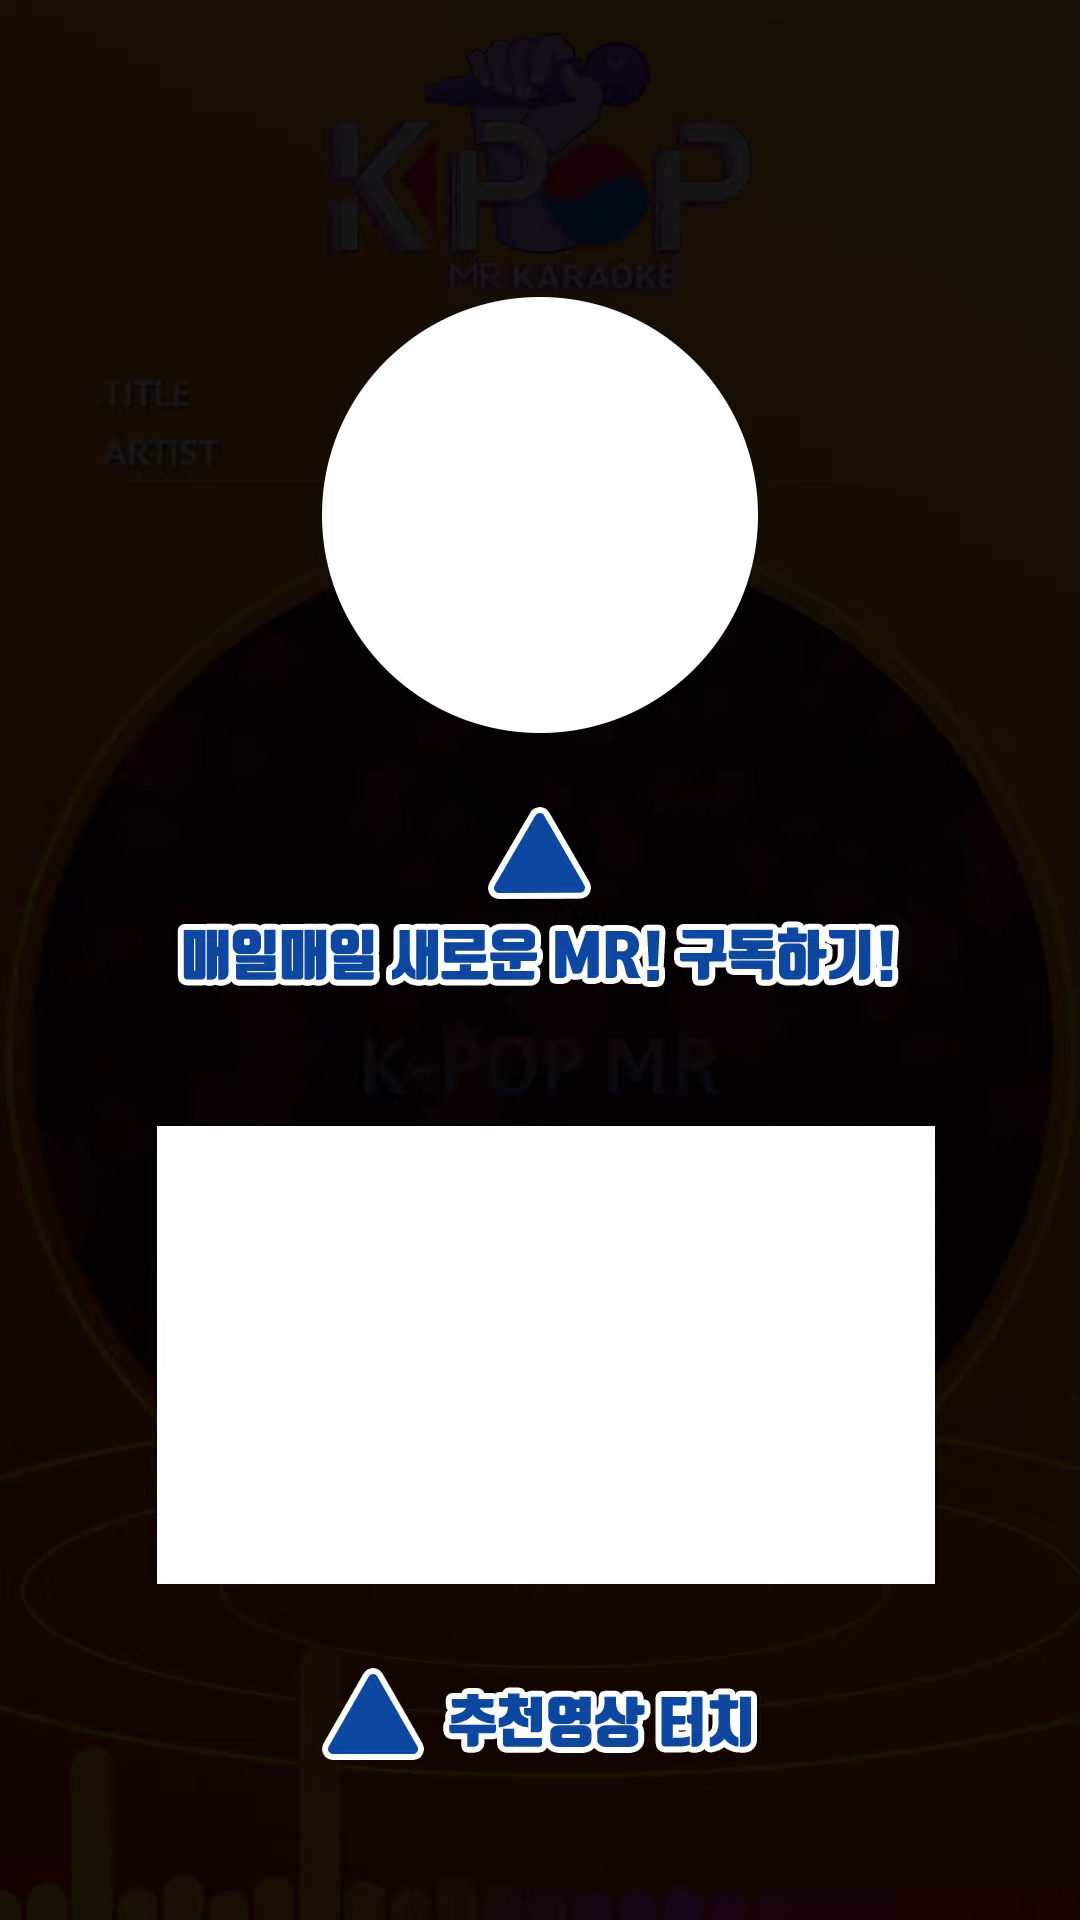 KPOP
MR KARAOKE
TITLE
ARTIST
매일매일 새로운 MR! 구독하기!
K-POP MR
추천영상 터치